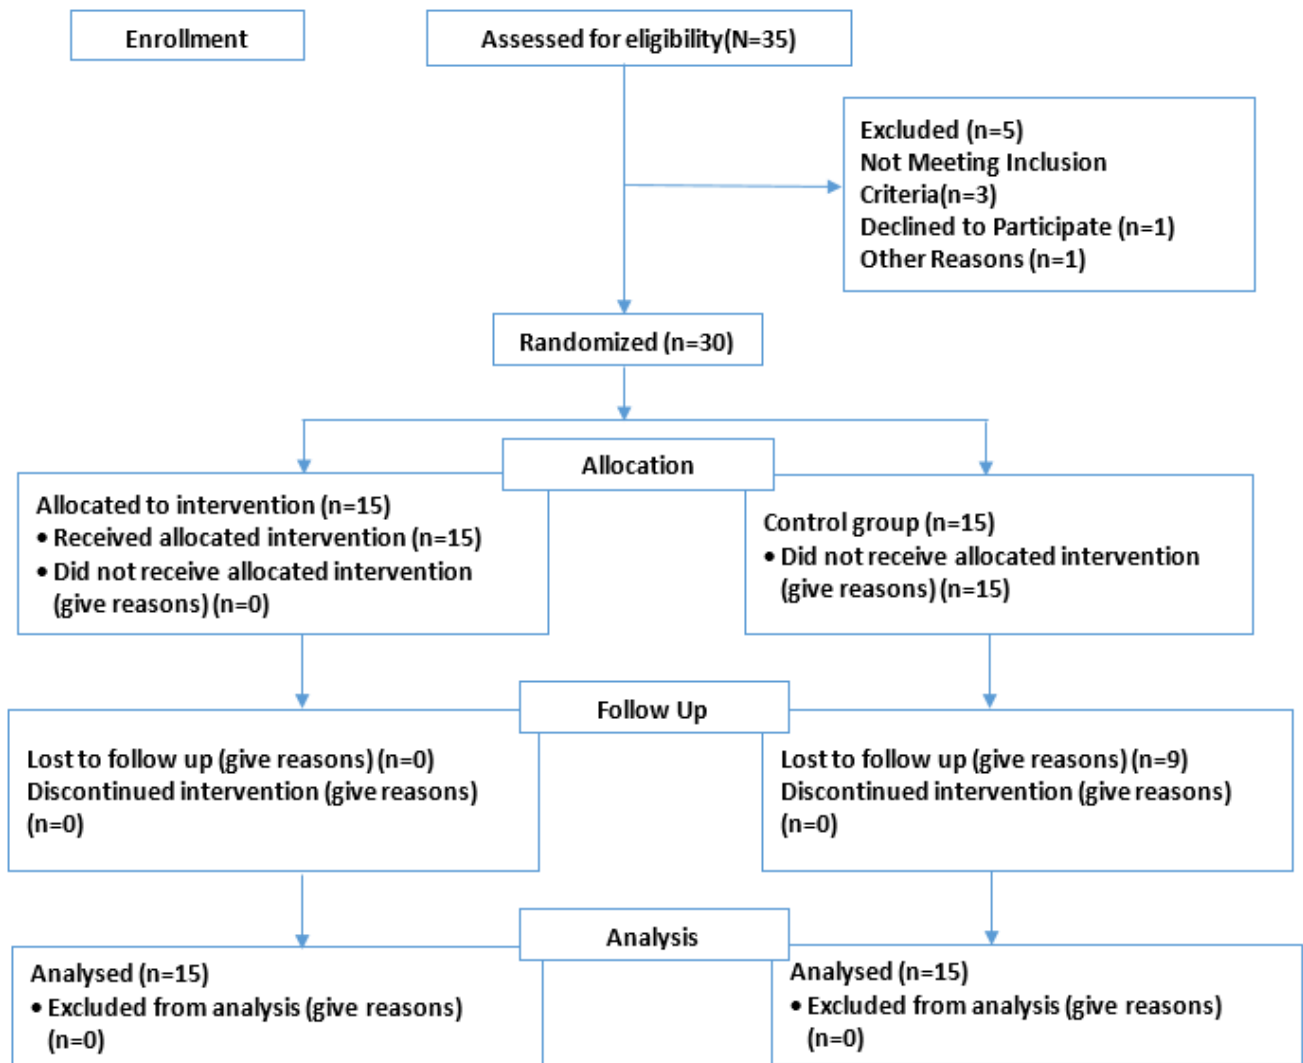 Enrollment
Assessed for eligibility(N=35)
Excluded (n=5)
Not Meeting Inclusion
Criteria(n=3)
Declined to Participate (n=1)
Other Reasons (n=1)
Randomized (n=30)
Allocation
Allocated to intervention (n=15)
• Received allocated intervention (n=15)
• Did not receive allocated intervention
(give reasons) (n=0)
Control group (n=15)
• Did not receive allocated intervention
(give reasons) (n=15)
Follow Up
Lost to follow up (give reasons) (n=0)
Discontinued intervention (give reasons)
(n=0)
Lost to follow up (give reasons) (n=9)
Discontinued intervention (give reasons)
(n=0)
Analysis
Analysed (n=15)
• Excluded from analysis (give reasons)
(n=0)
Analysed (n=15)
• Excluded from analysis (give reasons)
(n=0)